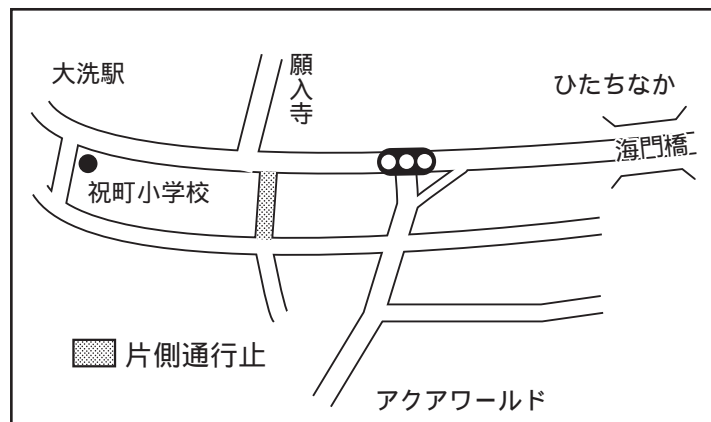 大洗駅
願入寺
ひたちなか
海門橋
祝町小学校
片側通行止
アクアワールド